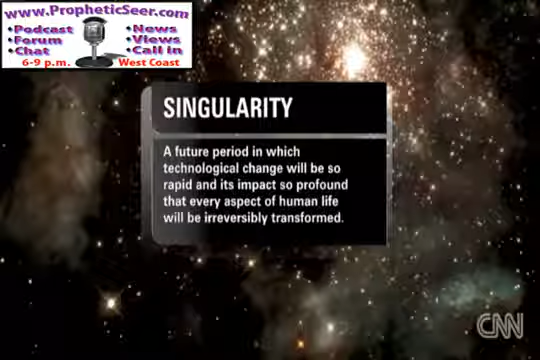 www.PropheticSeer.com
•Podcast
•Forum
•Chat
•News
•Views
•Call in
6-9 p.m. West Coast
SINGULARITY
A future period in which
technological change will be so
rapid and its impact so profound
that every aspect of human life
will be irreversibly transformed.
CNN